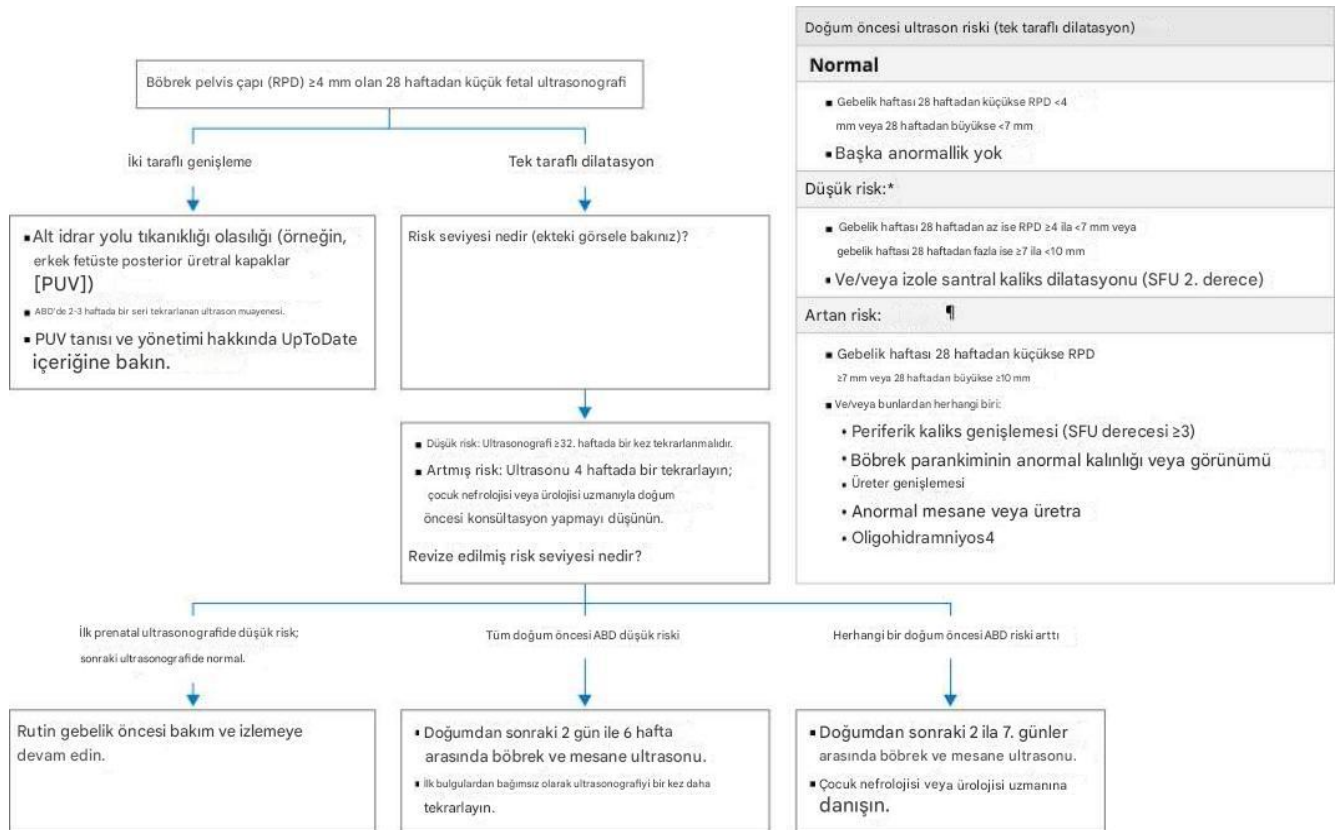 Böbrek pelvis çapı (RPD) ≥4 mm olan 28 haftadan küçük fetal ultrasonografi
İki taraflı genişleme
Tek taraflı dilatasyon
▪ Alt idrar yolu tıkanıklığı olasılığı (örneğin,
erkek fetüste posterior üretral kapaklar
[PUV])
▪ ABD'de 2-3 haftada bir seri tekrarlanan ultrason muayenesi.
▪ PUV tanısı ve yönetimi hakkında UpToDate
içeriğine bakın.
Risk seviyesi nedir (ekteki görsele bakınız)?
▪ Düşük risk: Ultrasonografi ≥32. haftada bir kez tekrarlanmalıdır.
▪ Artmış risk: Ultrasonu 4 haftada bir tekrarlayın;
çocuk nefrolojisi veya ürolojisi uzmanıyla doğum
öncesi konsültasyon yapmayı düşünün.
Revize edilmiş risk seviyesi nedir?
İlk prenatal ultrasonografide düşük risk;
sonraki ultrasonografide normal.
Tüm doğum öncesi ABD düşük riski
Herhangi bir doğum öncesi ABD riski arttı
Rutin gebelik öncesi bakım ve izlemeye
devam edin.
▪ Doğumdan sonraki 2 gün ile 6 hafta
arasında böbrek ve mesane ultrasonu.
▪ İlk bulgulardan bağımsız olarak ultrasonografiyi bir kez daha
tekrarlayın.
▪ Doğumdan sonraki 2 ila 7. günler
arasında böbrek ve mesane ultrasonu.
▪ Çocuk nefrolojisi veya ürolojisi uzmanına
danışın.
Doğum öncesi ultrason riski (tek taraflı dilatasyon)
Normal
▪ Gebelik haftası 28 haftadan küçükse RPD <4
mm veya 28 haftadan büyükse <7 mm
▪ Başka anormallik yok
Düşük risk:*
▪ Gebelik haftası 28 haftadan az ise RPD ≥4 ila <7 mm veya
gebelik haftası 28 haftadan fazla ise ≥7 ila <10 mm
▪ Ve/veya izole santral kaliks dilatasyonu (SFU 2. derece)
Artan risk: ¶
▪ Gebelik haftası 28 haftadan küçükse RPD
≥7 mm veya 28 haftadan büyükse ≥10 mm
▪ Ve/veya bunlardan herhangi biri:
• Periferik kaliks genişlemesi (SFU derecesi ≥3)
• Böbrek parankiminin anormal kalınlığı veya görünümü
• Üreter genişlemesi
• Anormal mesane veya üretra
• Oligohidramniyos4